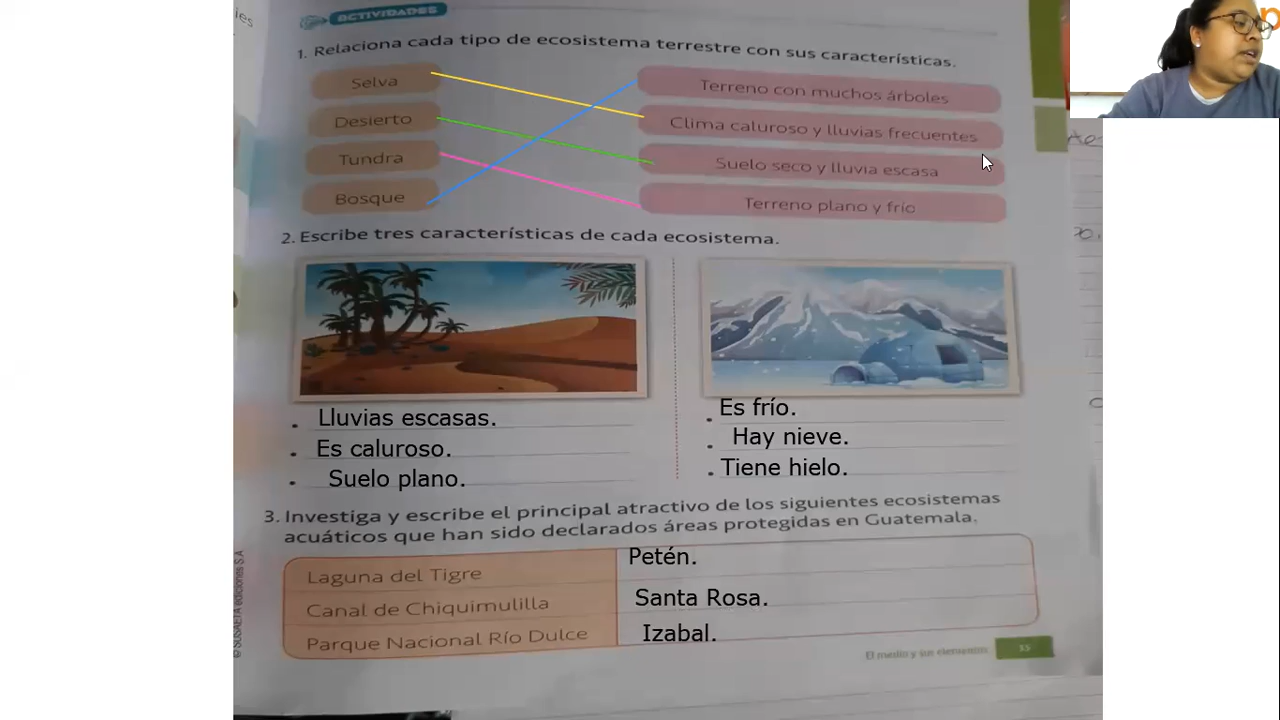 ies
ACTIVIDADES
1. Relaciona cada tipo de ecosistema terrestre con sus características.
Selva
Terreno con muchos árboles
Desierto
Clima caluroso y lluvias frecuentes
Tundra
Suelo seco y lluvia escasa
Bosque
Terreno plano y frío
2. Escribe tres características de cada ecosistema.
. Lluvias escasas.
. Es caluroso.
. Suelo plano.
. Es frío.
. Hay nieve.
. Tiene hielo.
3. Investiga y escribe el principal atractivo de los siguientes ecosistemas
acuáticos que han sido declarados áreas protegidas en Guatemala.
Laguna del Tigre
Petén.
Canal de Chiquimulilla
Santa Rosa.
Parque Nacional Río Dulce
Izabal.
El medio y sus elementos 35
© SUSAETA ediciones S.A